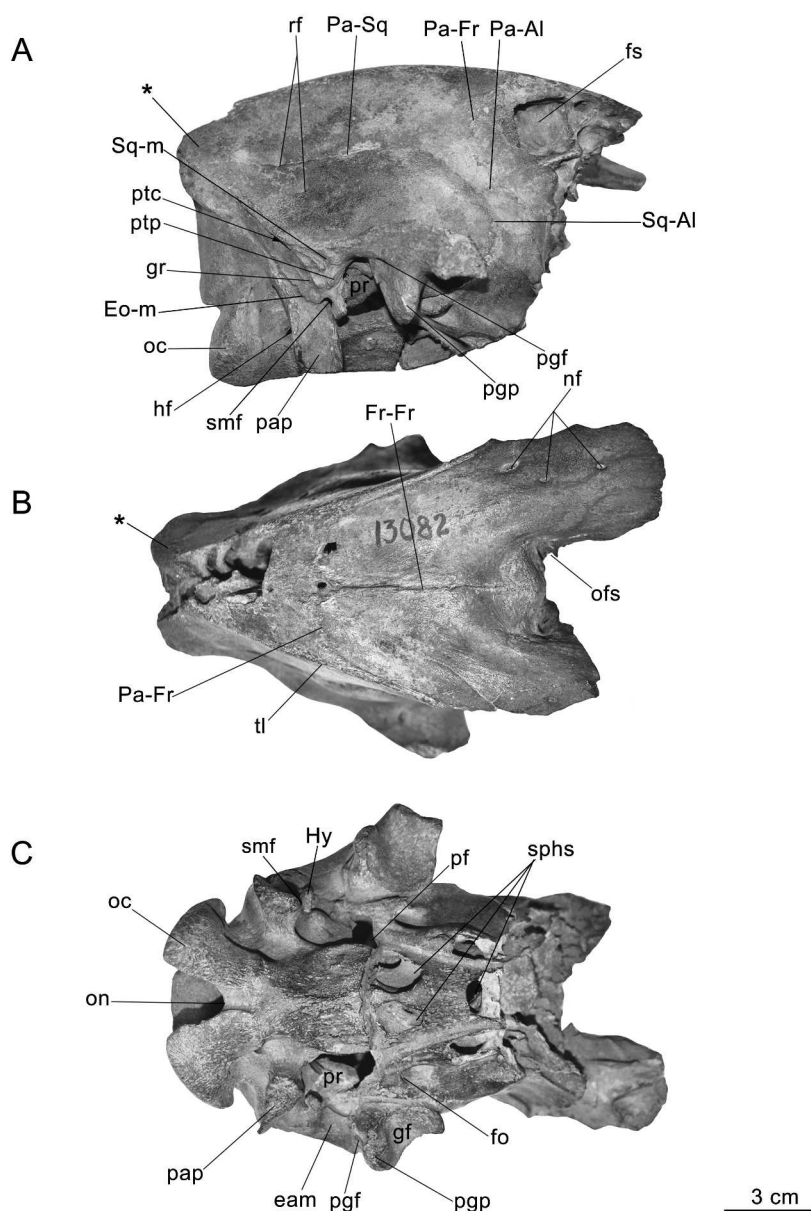 A
rf
Pa-Sq
Pa-Fr
Pa-Al
fs
*
Sq-m
ptc
ptp
gr
Eo-m
oc
hf
smf
pap
pr
Sq-Al
pgf
pgp
nf
B
Fr-Fr
*
13082
ofs
Pa-Fr
tl
C
smf
Hy
pf
sphs
oc
on
pr
gf
fo
pap
eam
pgf
pgp
3 cm